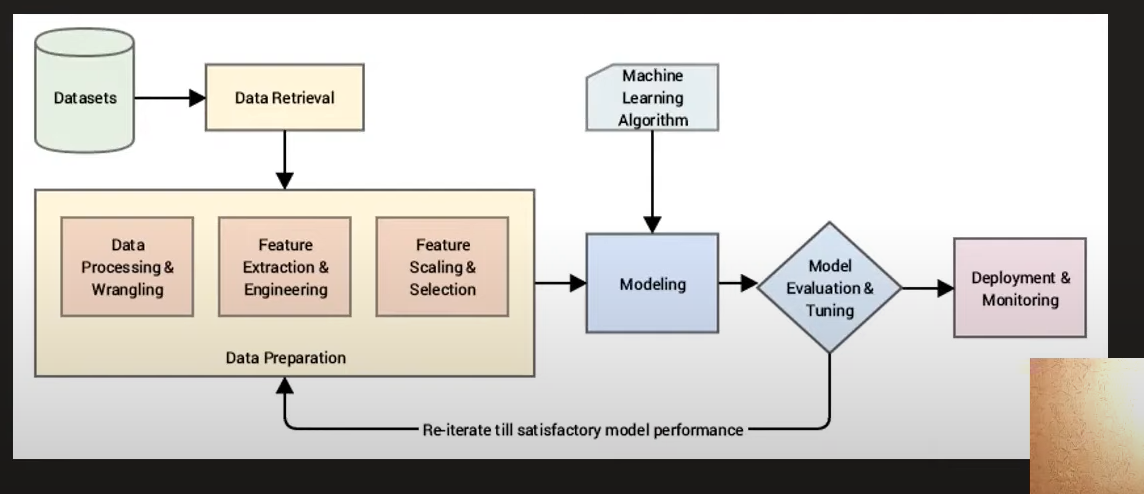 Datasets
Data Retrieval
Machine
Learning
Algorithm
Data
Processing &
Wrangling
Feature
Extraction &
Engineering
Feature
Scaling &
Selection
Data Preparation
Modeling
Model
Evaluation &
Tuning
Deployment &
Monitoring
Re-iterate till satisfactory model performance